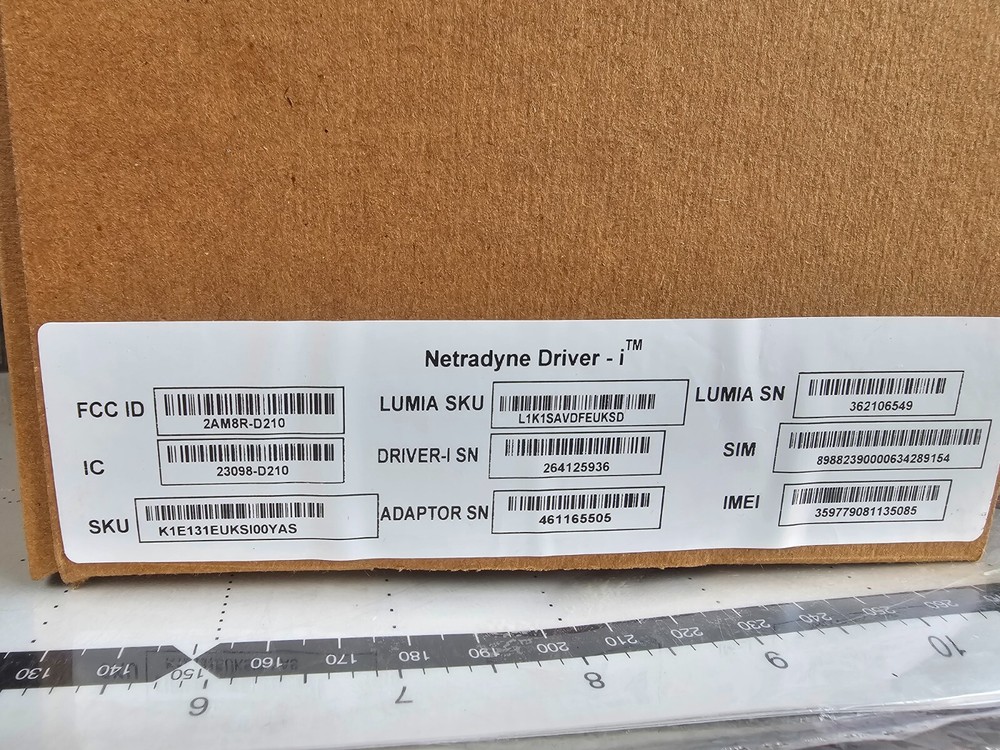 Netradyne Driver - i™
FCC ID 2AM8R-D210
LUMIA SKU L1K1SAVDFEUKSD
LUMIA SN 362106549
IC 23098-D210
DRIVER-I SN 264125936
SIM 89882390000634289154
SKU K1E131EUKSI00YAS
ADAPTOR SN 461165505
IMEI 359779081135085
130 140 150 160 170 180 190 200 210 220 230 240 250 260
6 7 8 9 10